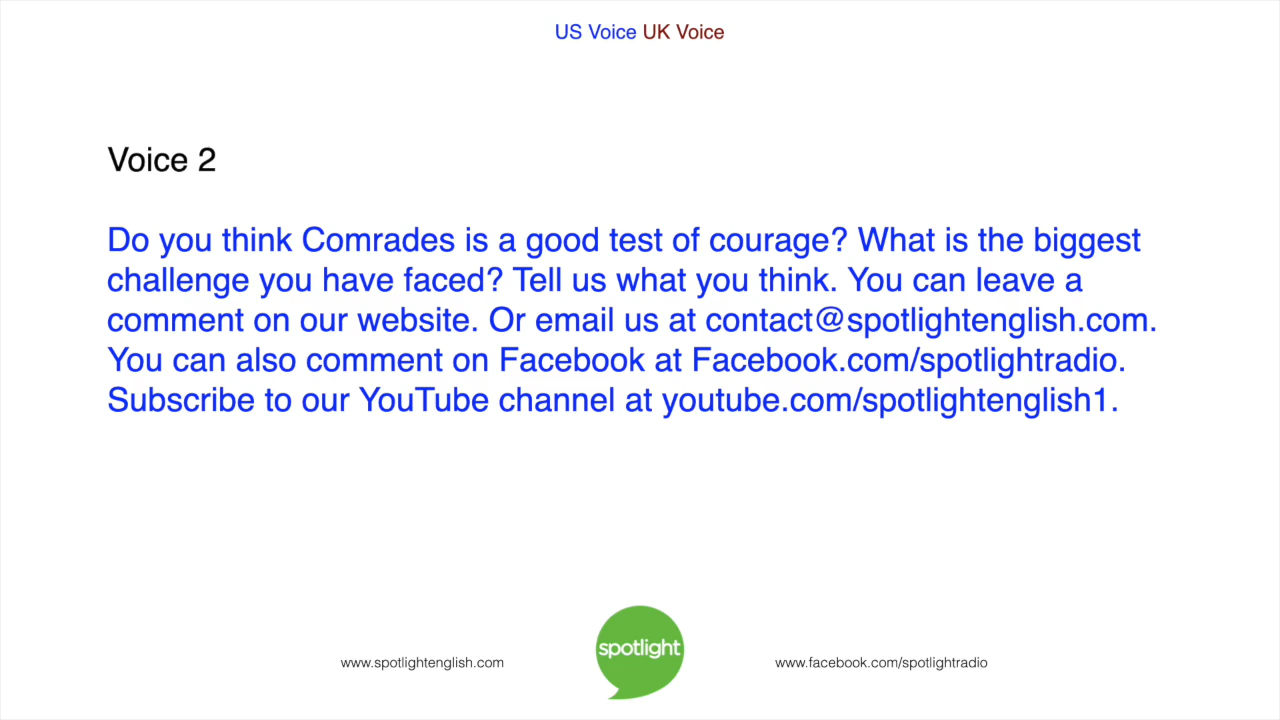 US Voice UK Voice
Voice 2
Do you think Comrades is a good test of courage? What is the biggest
challenge you have faced? Tell us what you think. You can leave a
comment on our website. Or email us at contact@spotlightenglish.com.
You can also comment on Facebook at Facebook.com/spotlightradio.
Subscribe to our YouTube channel at youtube.com/spotlightenglish1.
www.spotlightenglish.com
spotlight
www.facebook.com/spotlightradio